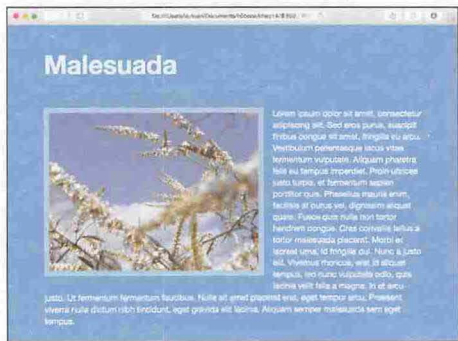 Malesuada
Lorem ipsum dolor sit amet, consectetur
adipiscing elit. Sed eros purus, suscipit
finibus congue sit amet, fringilla eu arcu.
Vestibulum pellentesque lacus vitae
fermentum vulputate. Aliquam pharetra
felis eu tempus imperdiet. Proin ultrices
justo turpis, et fermentum sapien
porttitor quis. Phasellus mauris enim,
facilisis at purus vel, dignissim aliquet
quam. Fusce quis nulla non tortor
hendrerit congue. Cras convallis tellus a
tortor malesuada placerat. Morbi et
laoreet urna, id fringilla dui. Nunc a justo
elit. Vivamus rhoncus, erat id aliquet
tempus, leo nunc vulputate odio, quis
lacinia velit felis a magna. In et arcu
justo. Ut fermentum fermentum faucibus. Nulla sit amet placerat erat, eget tempor arcu. Praesent
viverra nulla dictum nibh tincidunt, eget gravida elit lacinia. Aliquam semper malesuada sem eget
tempus.